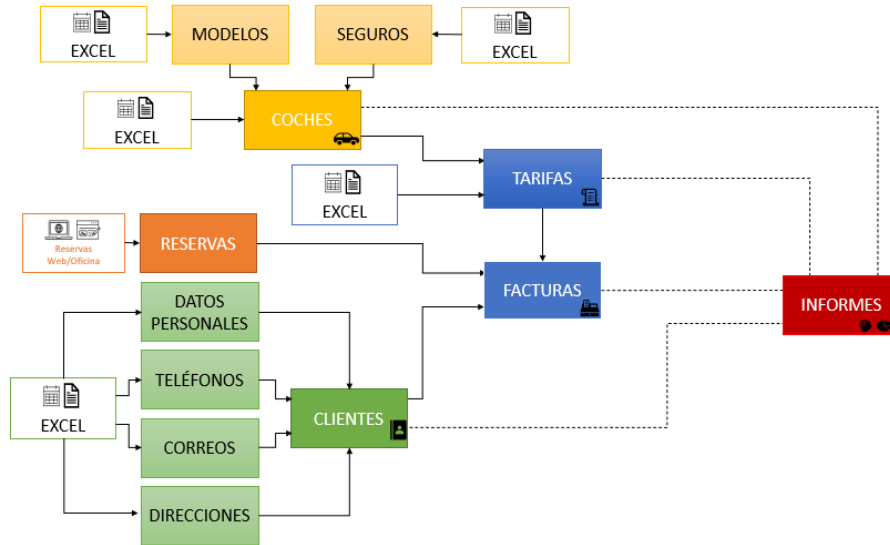 EXCEL
MODELOS
SEGUROS
EXCEL
EXCEL
COCHES
EXCEL
TARIFAS
Reservas
Web/Oficina
RESERVAS
FACTURAS
INFORMES
DATOS
PERSONALES
TELÉFONOS
EXCEL
CLIENTES
CORREOS
DIRECCIONES